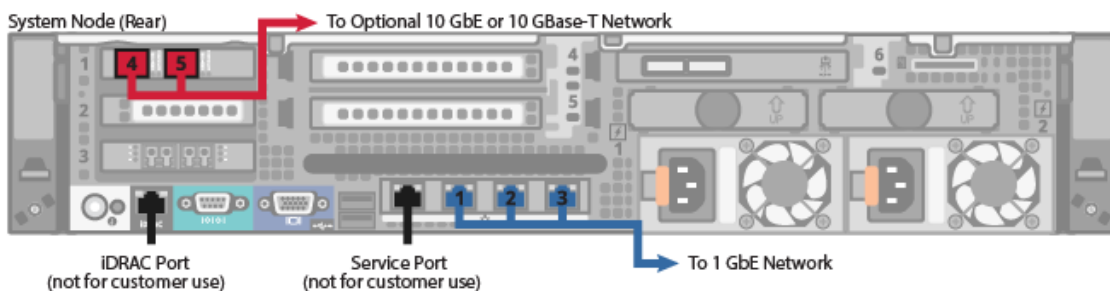 System Node (Rear)
To Optional 10 GbE or 10 GBase-T Network
1
4
5
4
6
2
5
UP
UP
1
2
3
1
2
3
iDRAC
10101
iDRAC Port
(not for customer use)
Service Port
(not for customer use)
To 1 GbE Network